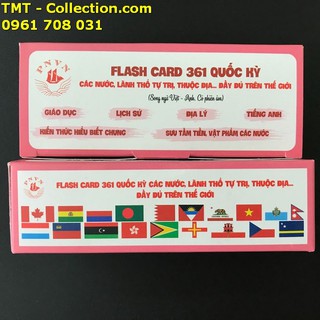 TMT - Collection.com
0961 708 031
PNVN
FLASH CARD 361 QUỐC KỲ
CÁC NƯỚC, LÃNH THỔ TỰ TRỊ, THUỘC ĐỊA... ĐẦY ĐỦ TRÊN THẾ GIỚI
(Song ngữ Việt - Anh, Có phiên âm)
GIÁO DỤC LỊCH SỬ ĐỊA LÝ TIẾNG ANH
KIẾN THỨC HIỂU BIẾT CHUNG SƯU TẦM TIỀN, VẬT PHẨM CÁC NƯỚC
FLASH CARD 361 QUỐC KỲ CÁC NƯỚC, LÃNH THỔ TỰ TRỊ, THUỘC ĐỊA...
ĐẦY ĐỦ TRÊN THẾ GIỚI